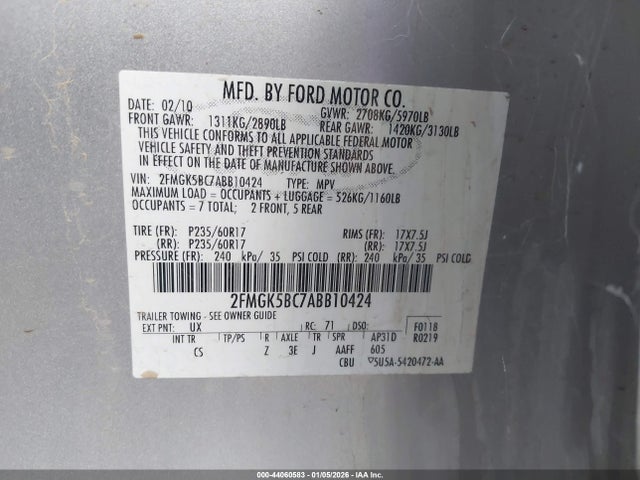 MFD. BY FORD MOTOR CO.
DATE: 02/10 GVWR: 2708KG/5970LB
FRONT GAWR: 1311KG/2890LB REAR GAWR: 1420KG/3130LB
THIS VEHICLE CONFORMS TO ALL APPLICABLE FEDERAL MOTOR
VEHICLE SAFETY AND THEFT PREVENTION STANDARDS
IN EFFECT ON THE DATE OF MANUFACTURE SHOWN ABOVE.
VIN: 2FMGK5BC7ABB10424 TYPE: MPV
MAXIMUM LOAD = OCCUPANTS + LUGGAGE = 526KG/1160LB
OCCUPANTS = 7 TOTAL; 2 FRONT, 5 REAR
TIRE (FR): P235/60R17 RIMS (FR): 17X7.5J
(RR): P235/60R17 (RR): 17X7.5J
PRESSURE (FR): 240 kPa/ 35 PSI COLD (RR): 240 kPa/ 35 PSI COLD
2FMGK5BC7ABB10424
TRAILER TOWING - SEE OWNER GUIDE
EXT PNT: UX RC: 71 DSO: F0118
INT TR TP/PS R AXLE TR SPR AP31D R0219
CS Z 3E J AAFF 605
CBU 5U5A-5420472-AA
000-44060583 | 01/05/2026 - IAA Inc.